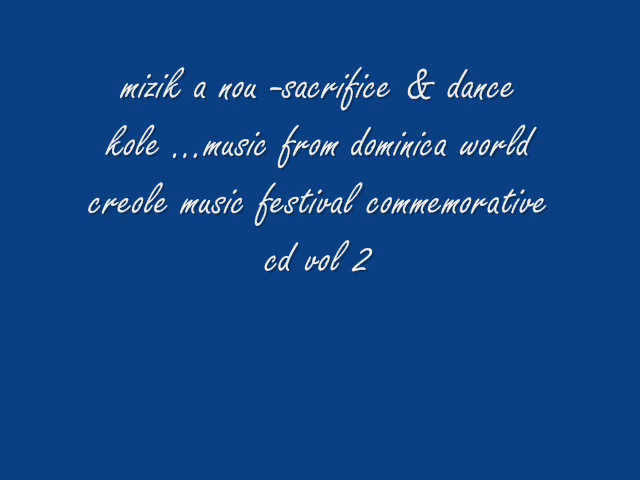 mizik a nou -sacrifice & dance
kole ...music from dominica world
creole music festival commemorative
cd vol 2